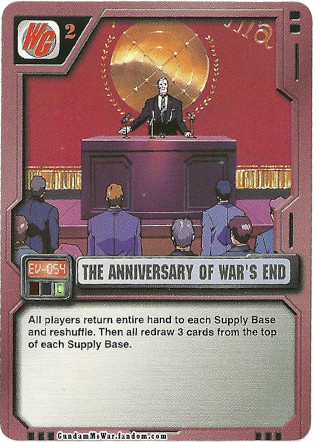 WG 2
EV-054
THE ANNIVERSARY OF WAR'S END
C
All players return entire hand to each Supply Base
and reshuffle. Then all redraw 3 cards from the top
of each Supply Base.
GundamMsWar.fandom.com